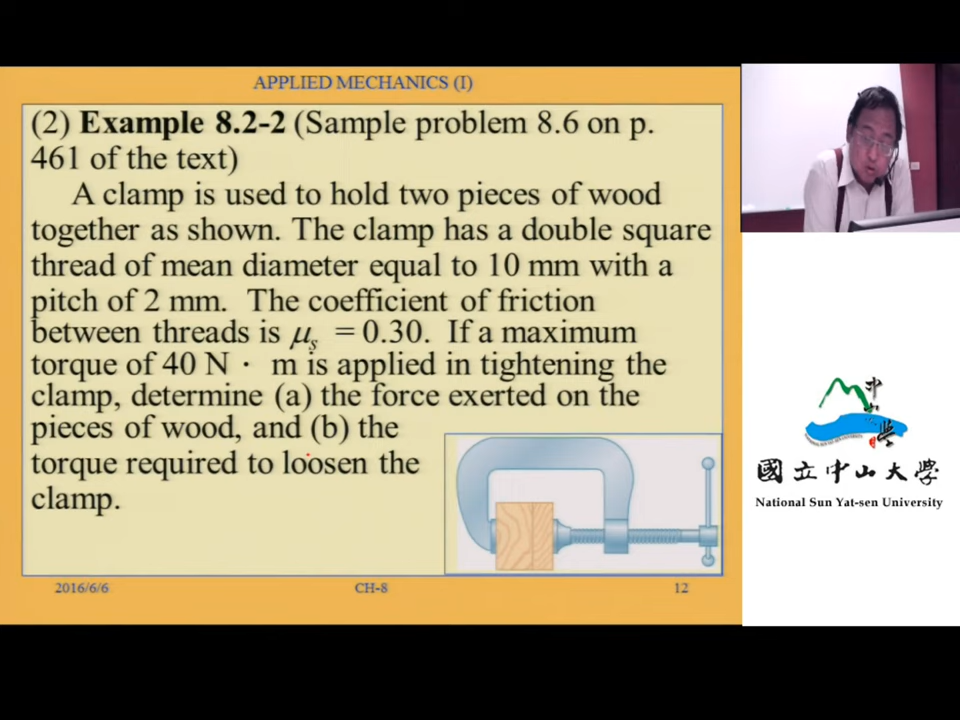 APPLIED MECHANICS (I)
(2) Example 8.2-2 (Sample problem 8.6 on p.
461 of the text)
A clamp is used to hold two pieces of wood
together as shown. The clamp has a double square
thread of mean diameter equal to 10 mm with a
pitch of 2 mm. The coefficient of friction
between threads is μs = 0.30. If a maximum
torque of 40 N · m is applied in tightening the
clamp, determine (a) the force exerted on the
pieces of wood, and (b) the
torque required to loosen the
clamp.
2016/6/6 CH-8 12
中山大學
國立中山大學
National Sun Yat-sen University